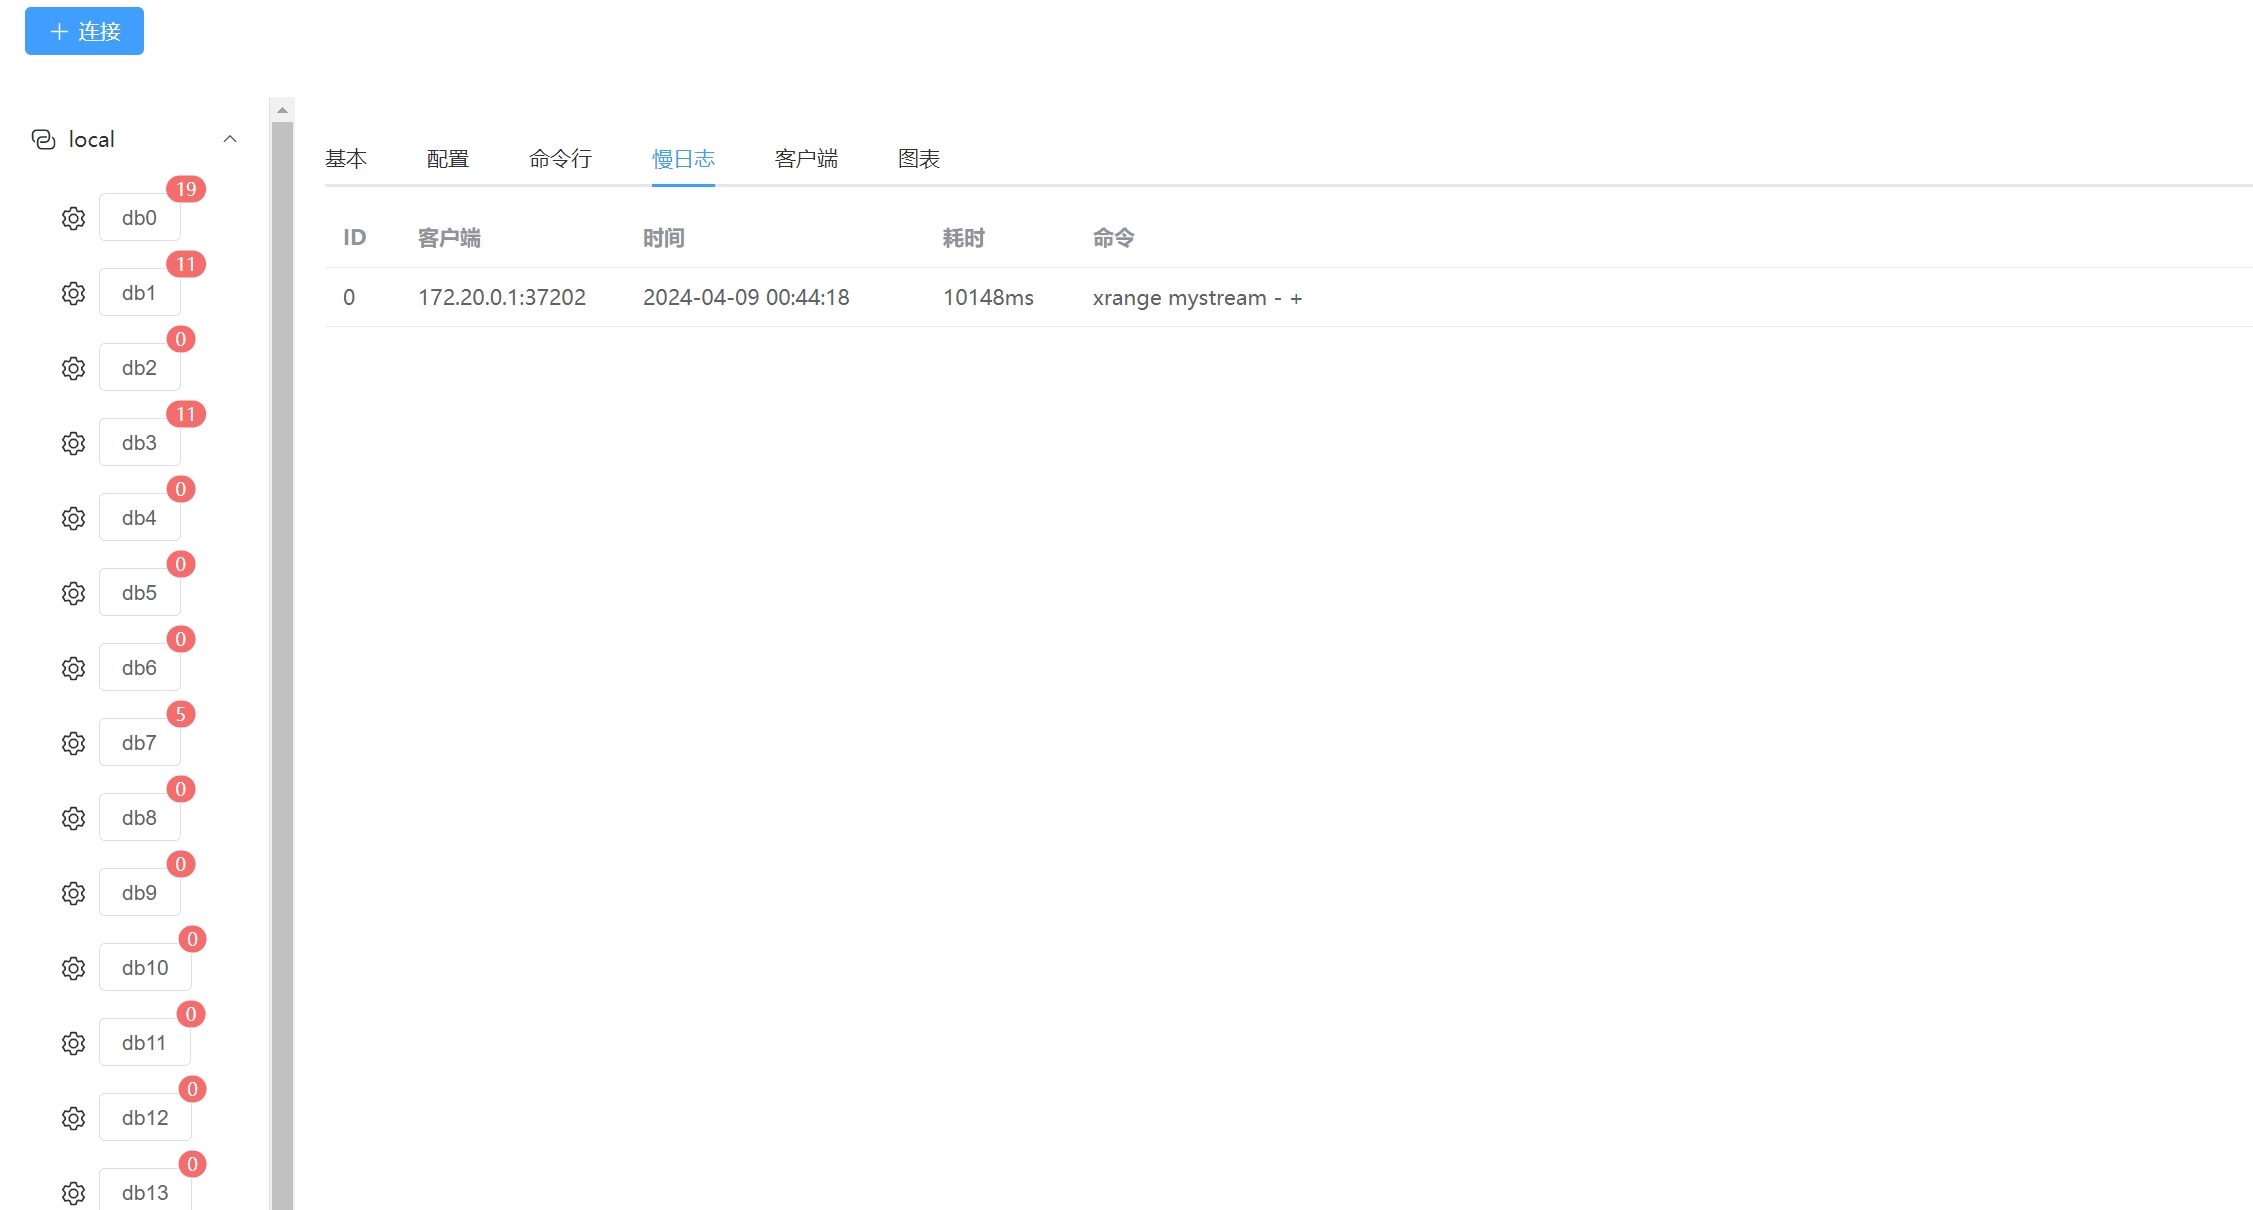 连接
local
19
db0
11
db1
0
db2
11
db3
0
db4
0
db5
0
db6
5
db7
0
db8
0
db9
0
db10
0
db11
0
db12
0
db13
基本 配置 命令行 慢日志 客户端 图表
ID 客户端 时间 耗时 命令
0 172.20.0.1:37202 2024-04-09 00:44:18 10148ms xrange mystream - +